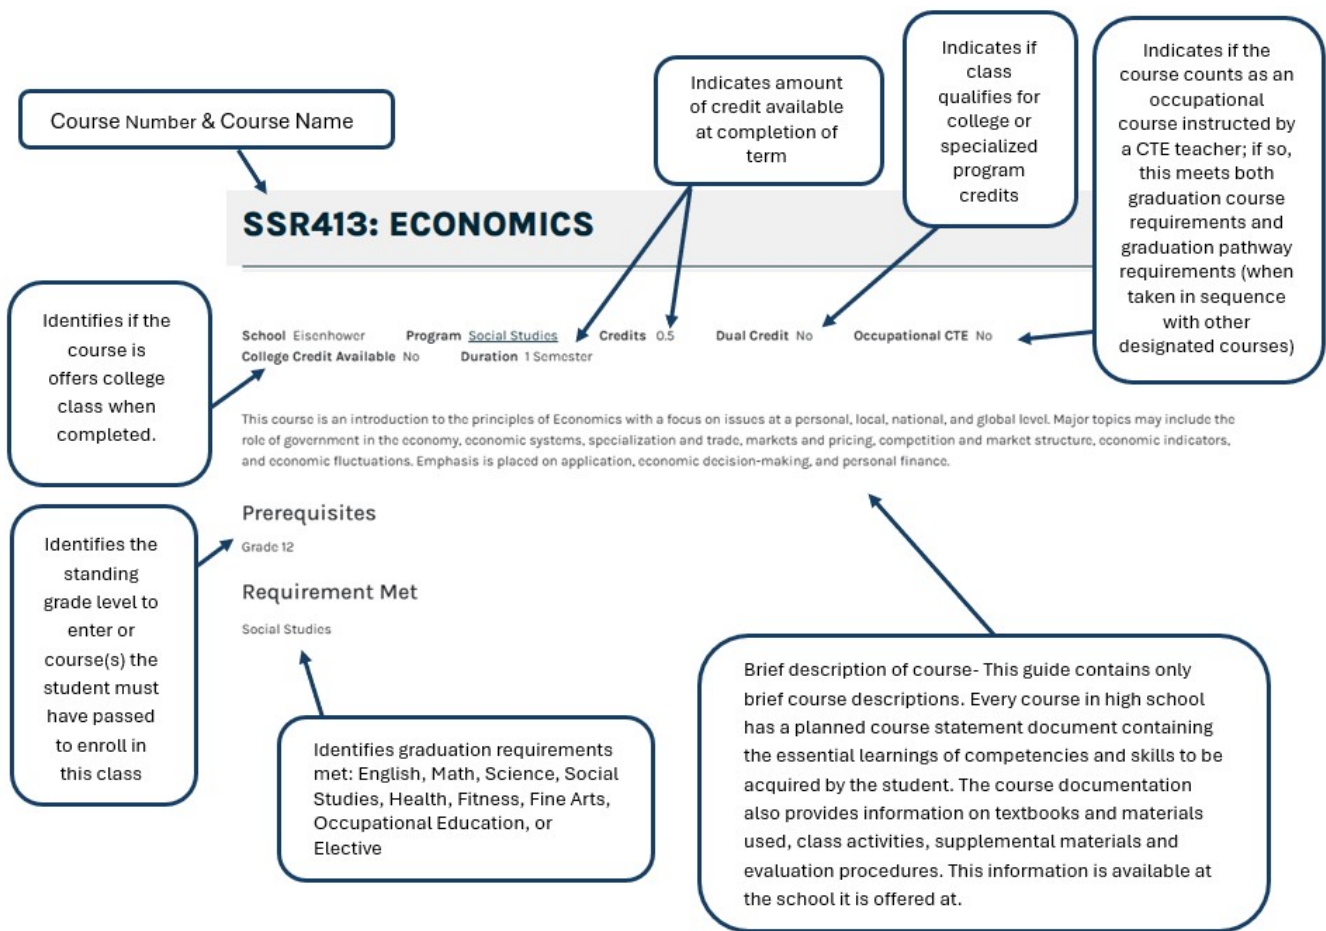 Course Number & Course Name
Indicates amount
of credit available
at completion of
term
Indicates if
class
qualifies for
college or
specialized
program
credits
Indicates if the
course counts as an
occupational
course instructed by
a CTE teacher; if so,
this meets both
graduation course
requirements and
graduation pathway
requirements (when
taken in sequence
with other
designated courses)
SSR413: ECONOMICS
Identifies if the
course is
offers college
class when
completed.
School Eisenhower Program Social Studies Credits 0.5 Dual Credit No Occupational CTE No
College Credit Available No Duration 1 Semester
This course is an introduction to the principles of Economics with a focus on issues at a personal, local, national, and global level. Major topics may include the
role of government in the economy, economic systems, specialization and trade, markets and pricing, competition and market structure, economic indicators,
and economic fluctuations. Emphasis is placed on application, economic decision-making, and personal finance.
Identifies the
standing
grade level to
enter or
course(s) the
student must
have passed
to enroll in
this class
Prerequisites
Grade 12
Requirement Met
Social Studies
Identifies graduation requirements
met: English, Math, Science, Social
Studies, Health, Fitness, Fine Arts,
Occupational Education, or
Elective
Brief description of course- This guide contains only
brief course descriptions. Every course in high school
has a planned course statement document containing
the essential learnings of competencies and skills to be
acquired by the student. The course documentation
also provides information on textbooks and materials
used, class activities, supplemental materials and
evaluation procedures. This information is available at
the school it is offered at.